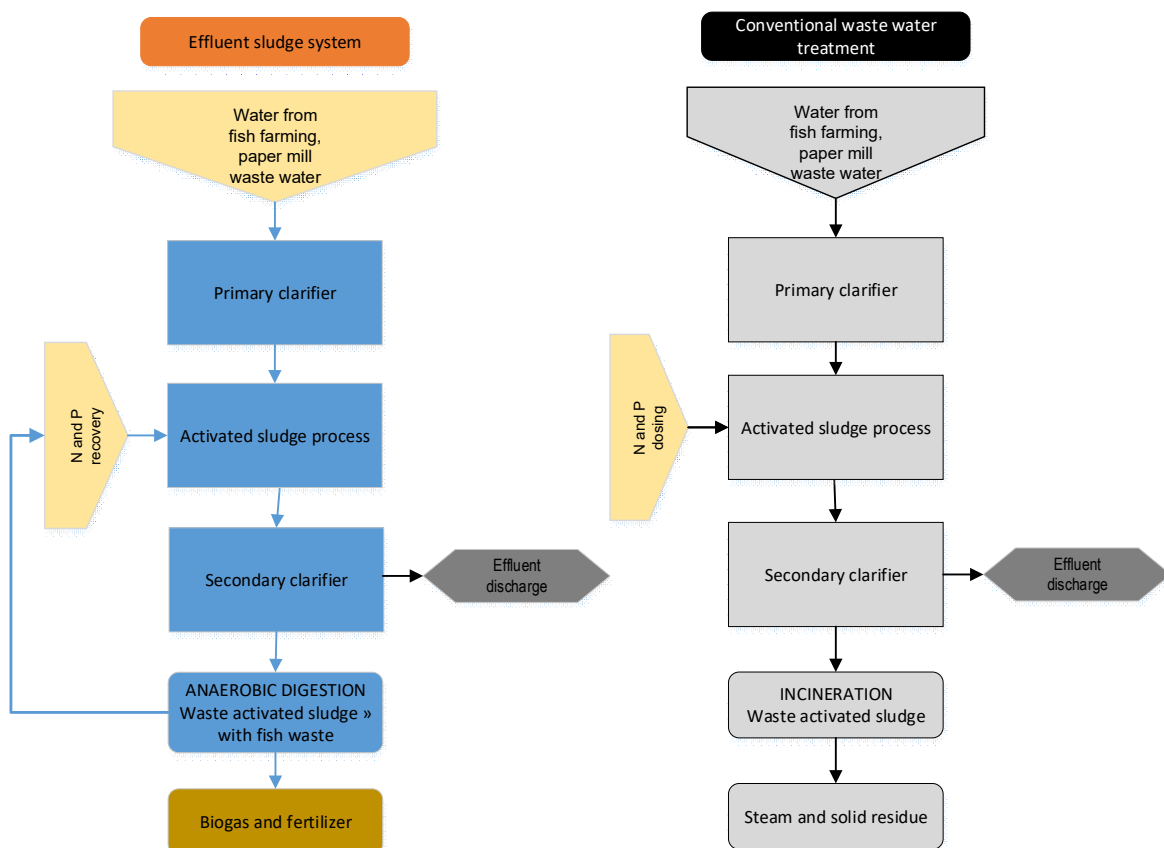 Effluent sludge system
Water from
fish farming,
paper mill
waste water
Primary clarifier
N and P
recovery
Activated sludge process
Secondary clarifier
Effluent
discharge
ANAEROBIC DIGESTION
Waste activated sludge »
with fish waste
Biogas and fertilizer
Conventional waste water
treatment
Water from
fish farming,
paper mill
waste water
Primary clarifier
N and P
dosing
Activated sludge process
Secondary clarifier
Effluent
discharge
INCINERATION
Waste activated sludge
Steam and solid residue